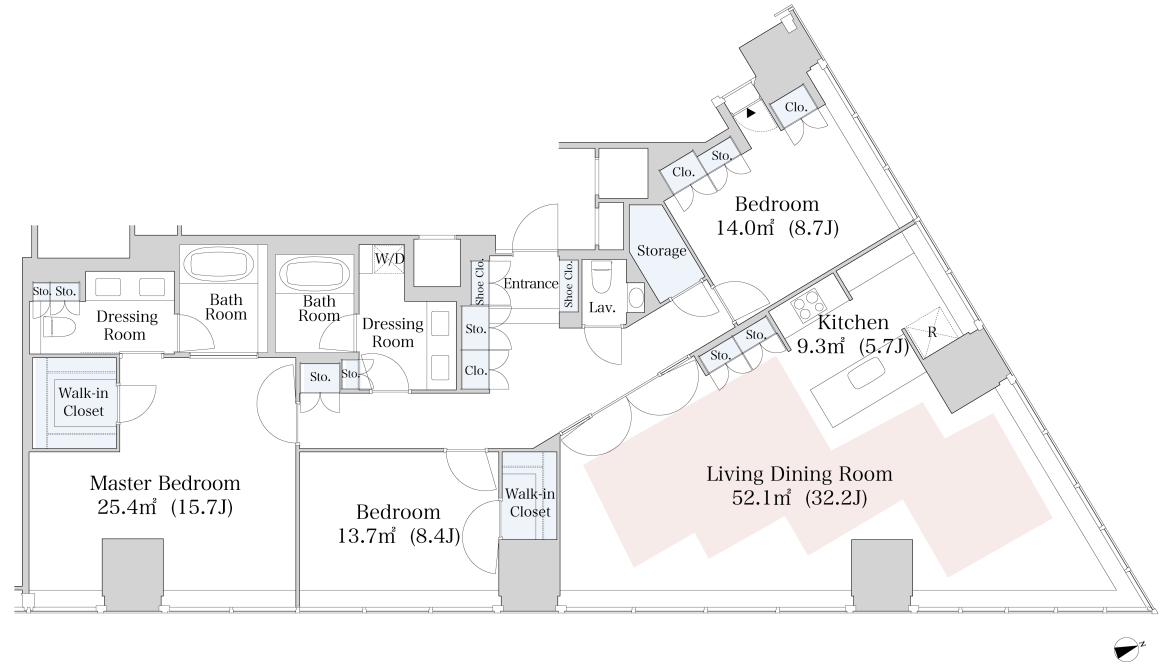 Clo.
Sto.
Clo.
Bedroom
14.0㎡ (8.7J)
Storage
W/D
Entrance
Shoe Clo.
Shoe Clo.
Lav.
Sto.
Sto.
Bath
Room
Bath
Room
Dressing
Room
Dressing
Room
Sto.
Clo.
Kitchen
9.3㎡ (5.7J)
R
Sto.
Sto.
Sto.
Sto.
Walk-in
Closet
Master Bedroom
25.4㎡ (15.7J)
Bedroom
13.7㎡ (8.4J)
Walk-in
Closet
Living Dining Room
52.1㎡ (32.2J)
N